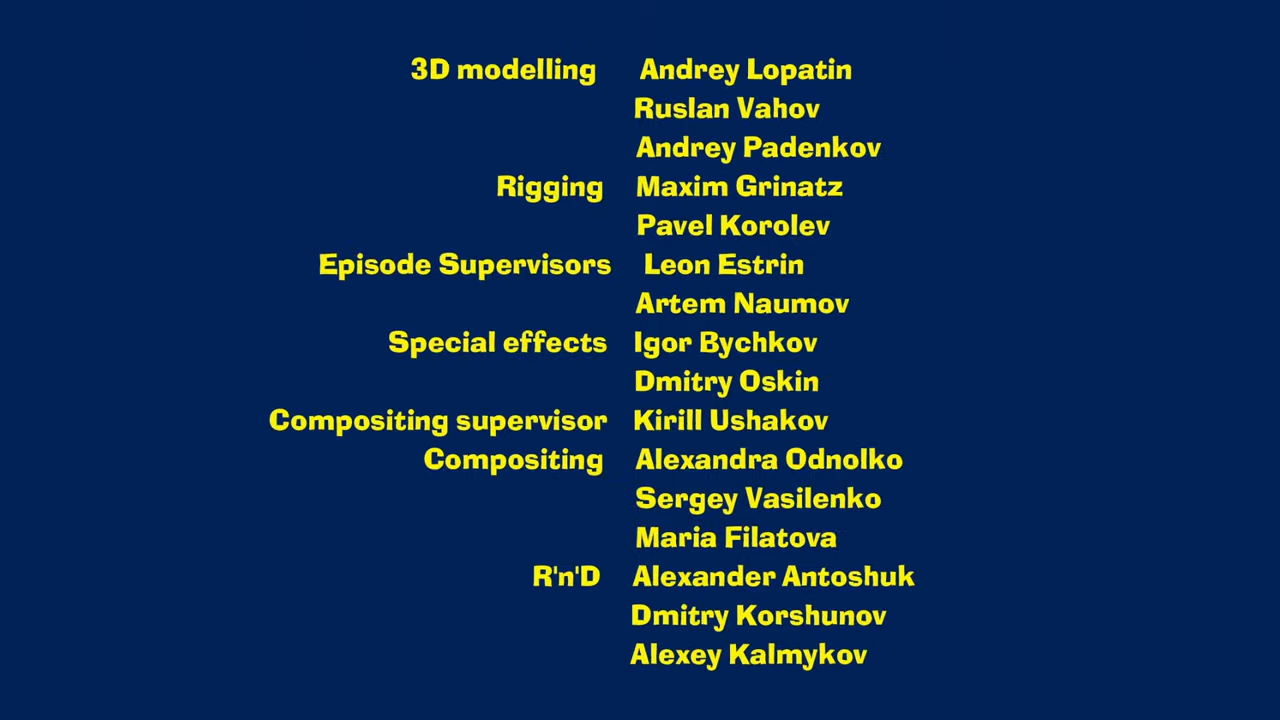 3D modelling Andrey Lopatin
Ruslan Vahov
Andrey Padenkov
Rigging Maxim Grinatz
Pavel Korolev
Episode Supervisors Leon Estrin
Artem Naumov
Special effects Igor Bychkov
Dmitry Oskin
Compositing supervisor Kirill Ushakov
Compositing Alexandra Odnolko
Sergey Vasilenko
Maria Filatova
R'n'D Alexander Antoshuk
Dmitry Korshunov
Alexey Kalmykov